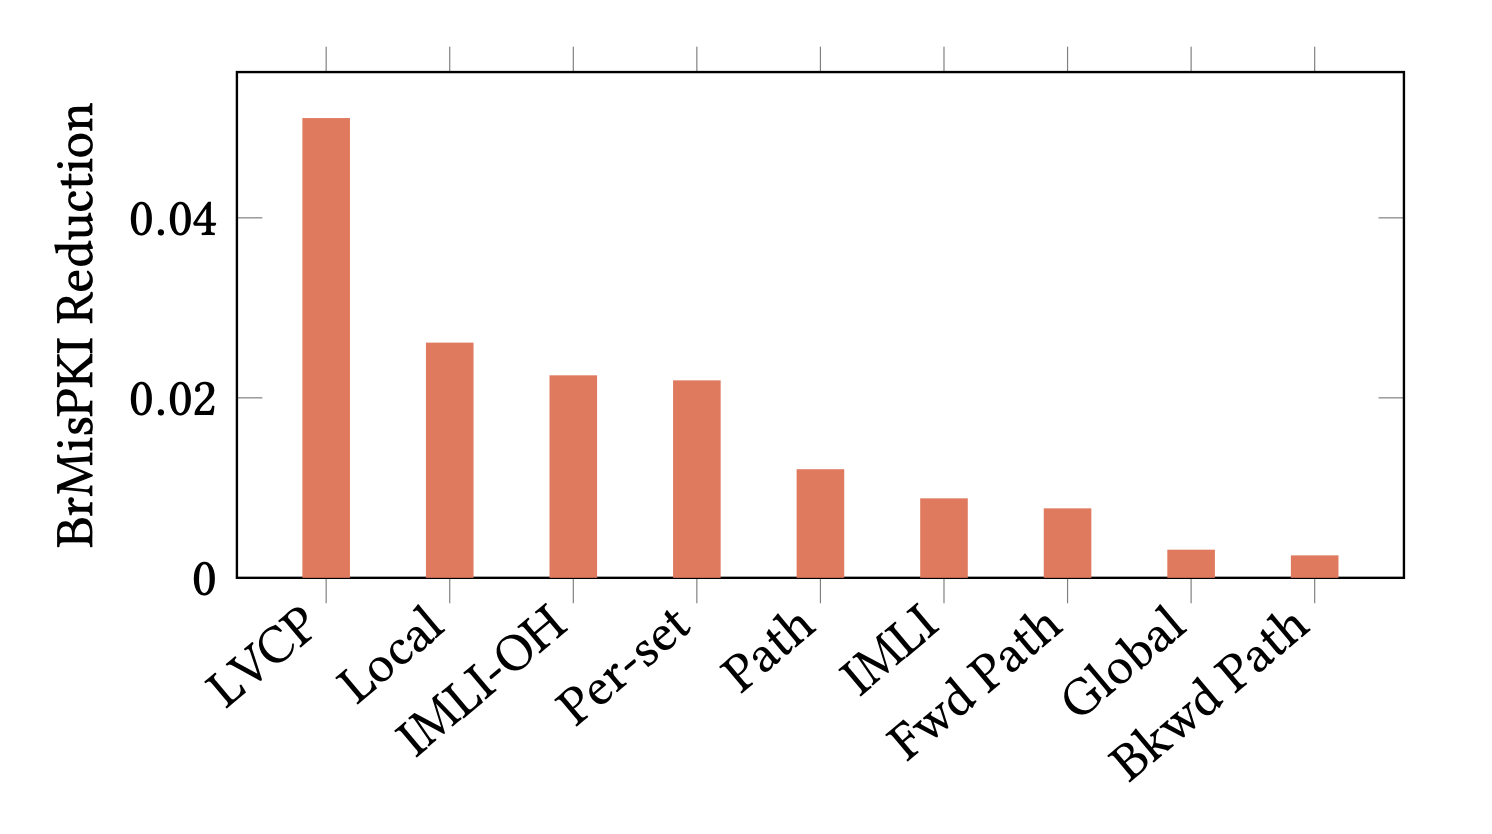 BrMisPKI Reduction
0.04
0.02
0
LVCP
Local
IMLI-OH
Per-set
Path
IMLI
Fwd Path
Global
Bkwd Path